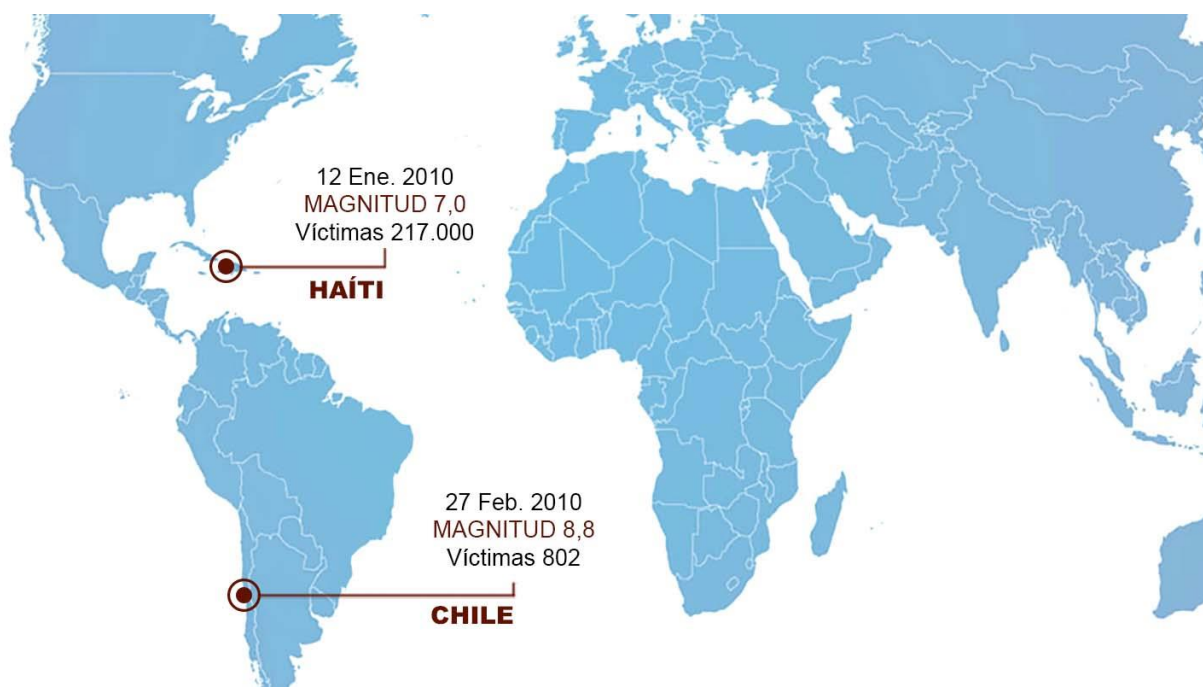 12 Ene. 2010
MAGNITUD 7,0
Víctimas 217.000
HAÍTI
27 Feb. 2010
MAGNITUD 8,8
Víctimas 802
CHILE